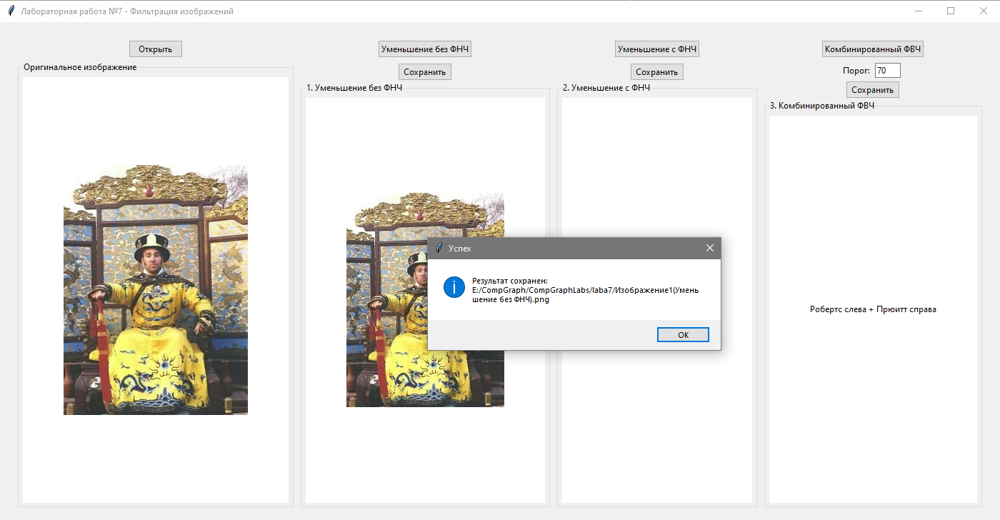 Лабораторная работа №7 - Фильтрация изображений
Открыть
Оригинальное изображение
Уменьшение без ФНЧ
Сохранить
1. Уменьшение без ФНЧ
Уменьшение с ФНЧ
Сохранить
2. Уменьшение с ФНЧ
Комбинированный ФВЧ
Порог: 70
Сохранить
3. Комбинированный ФВЧ
Робертс слева + Прюитт справа
Успех
Результат сохранен:
E:/CompGraph/CompGraphLabs/laba7/Изображение1(Умень
шение без ФНЧ).png
OK